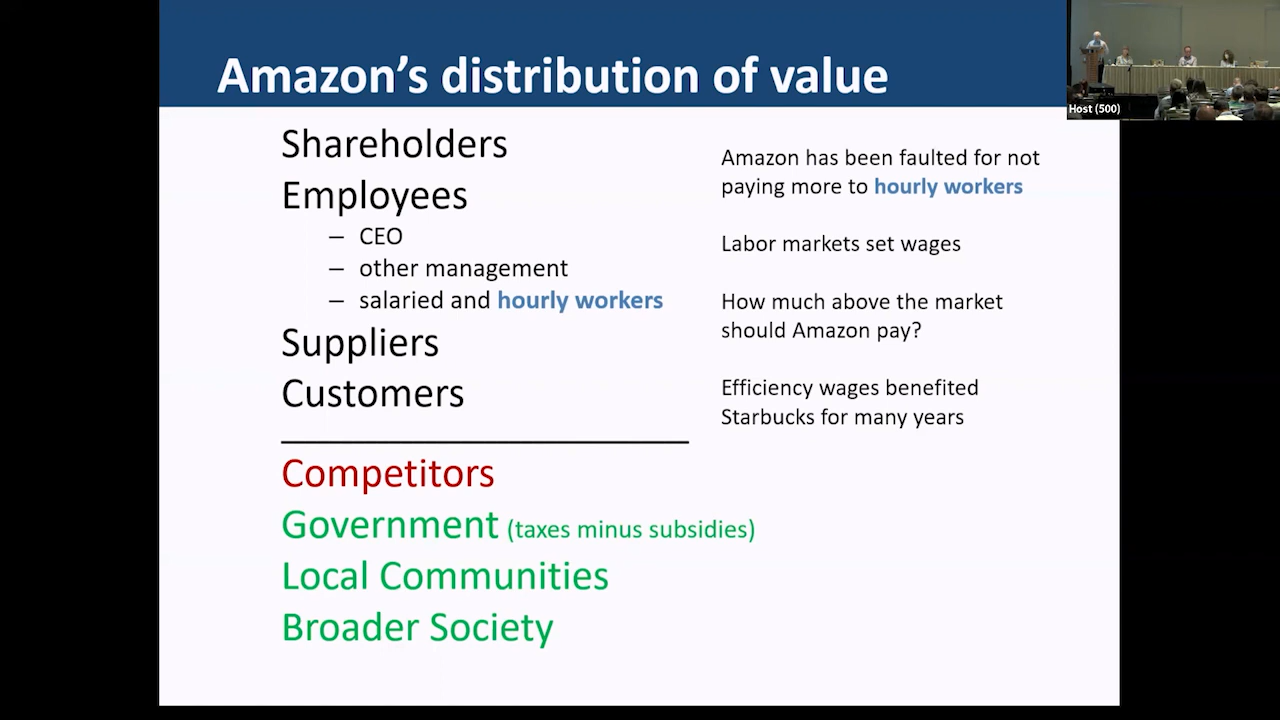 Amazon’s distribution of value
Host (500)
Shareholders
Employees
– CEO
– other management
– salaried and hourly workers
Suppliers
Customers
Competitors
Government (taxes minus subsidies)
Local Communities
Broader Society
Amazon has been faulted for not
paying more to hourly workers
Labor markets set wages
How much above the market
should Amazon pay?
Efficiency wages benefited
Starbucks for many years